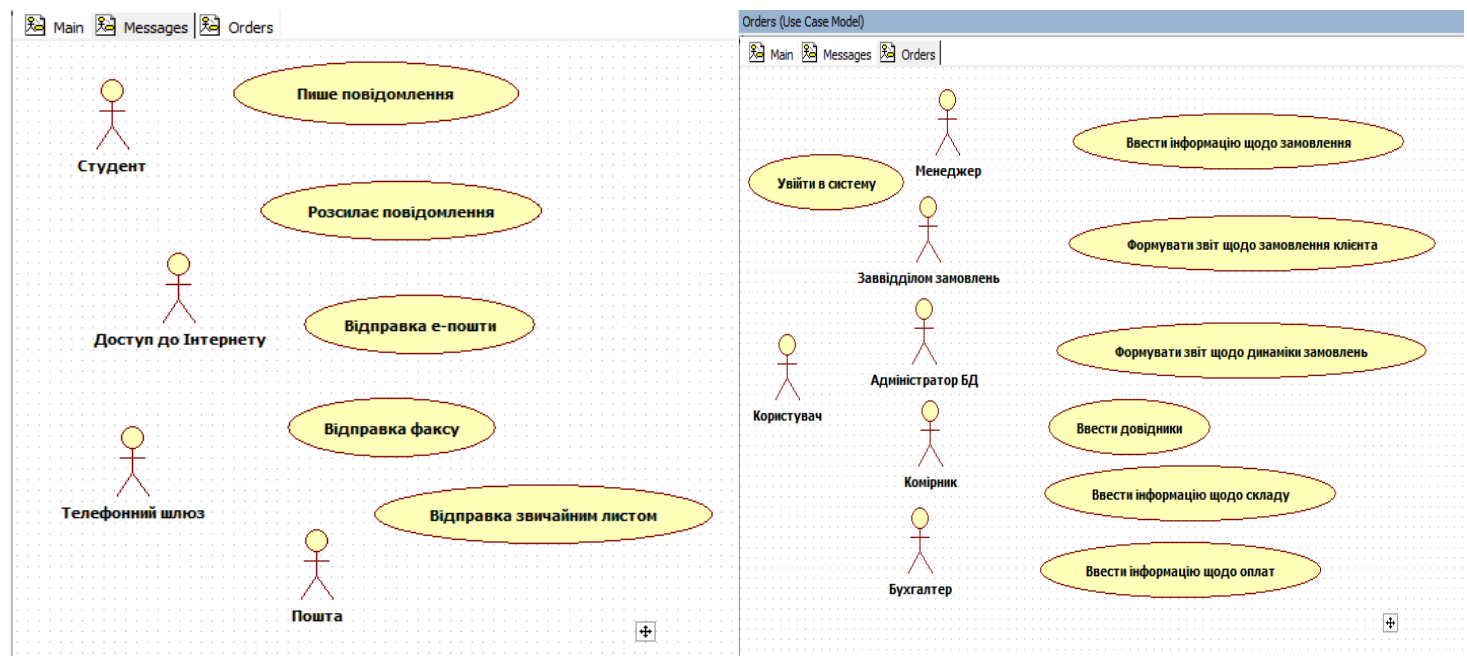 Main Messages Orders
Пише повідомлення
Студент
Розсилає повідомлення
Доступ до Інтернету
Відправка е-пошти
Відправка факсу
Телефонний шлюз
Відправка звичайним листом
Пошта
Orders (Use Case Model)
Main Messages Orders
Менеджер
Ввести інформацію щодо замовлення
Увійти в систему
Заввідділом замовлень
Формувати звіт щодо замовлення клієнта
Адміністратор БД
Формувати звіт щодо динаміки замовлень
Користувач
Ввести довідники
Комірник
Ввести інформацію щодо складу
Бухгалтер
Ввести інформацію щодо оплат